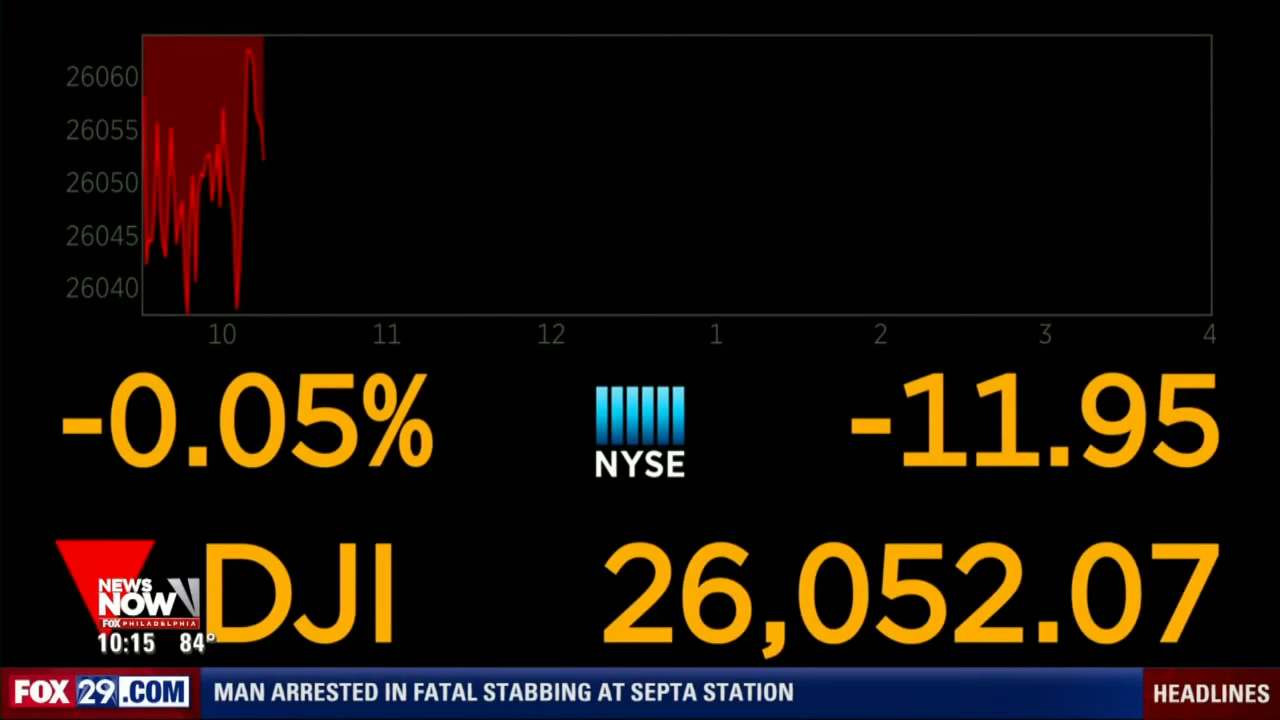 26060
26055
26050
26045
26040
10 11 12 1 2 3 4
-0.05%
NYSE
-11.95
DJI
26,052.07
NEWS
NOW
FOX PHILADELPHIA
10:15 84°
FOX 29.COM
MAN ARRESTED IN FATAL STABBING AT SEPTA STATION
HEADLINES